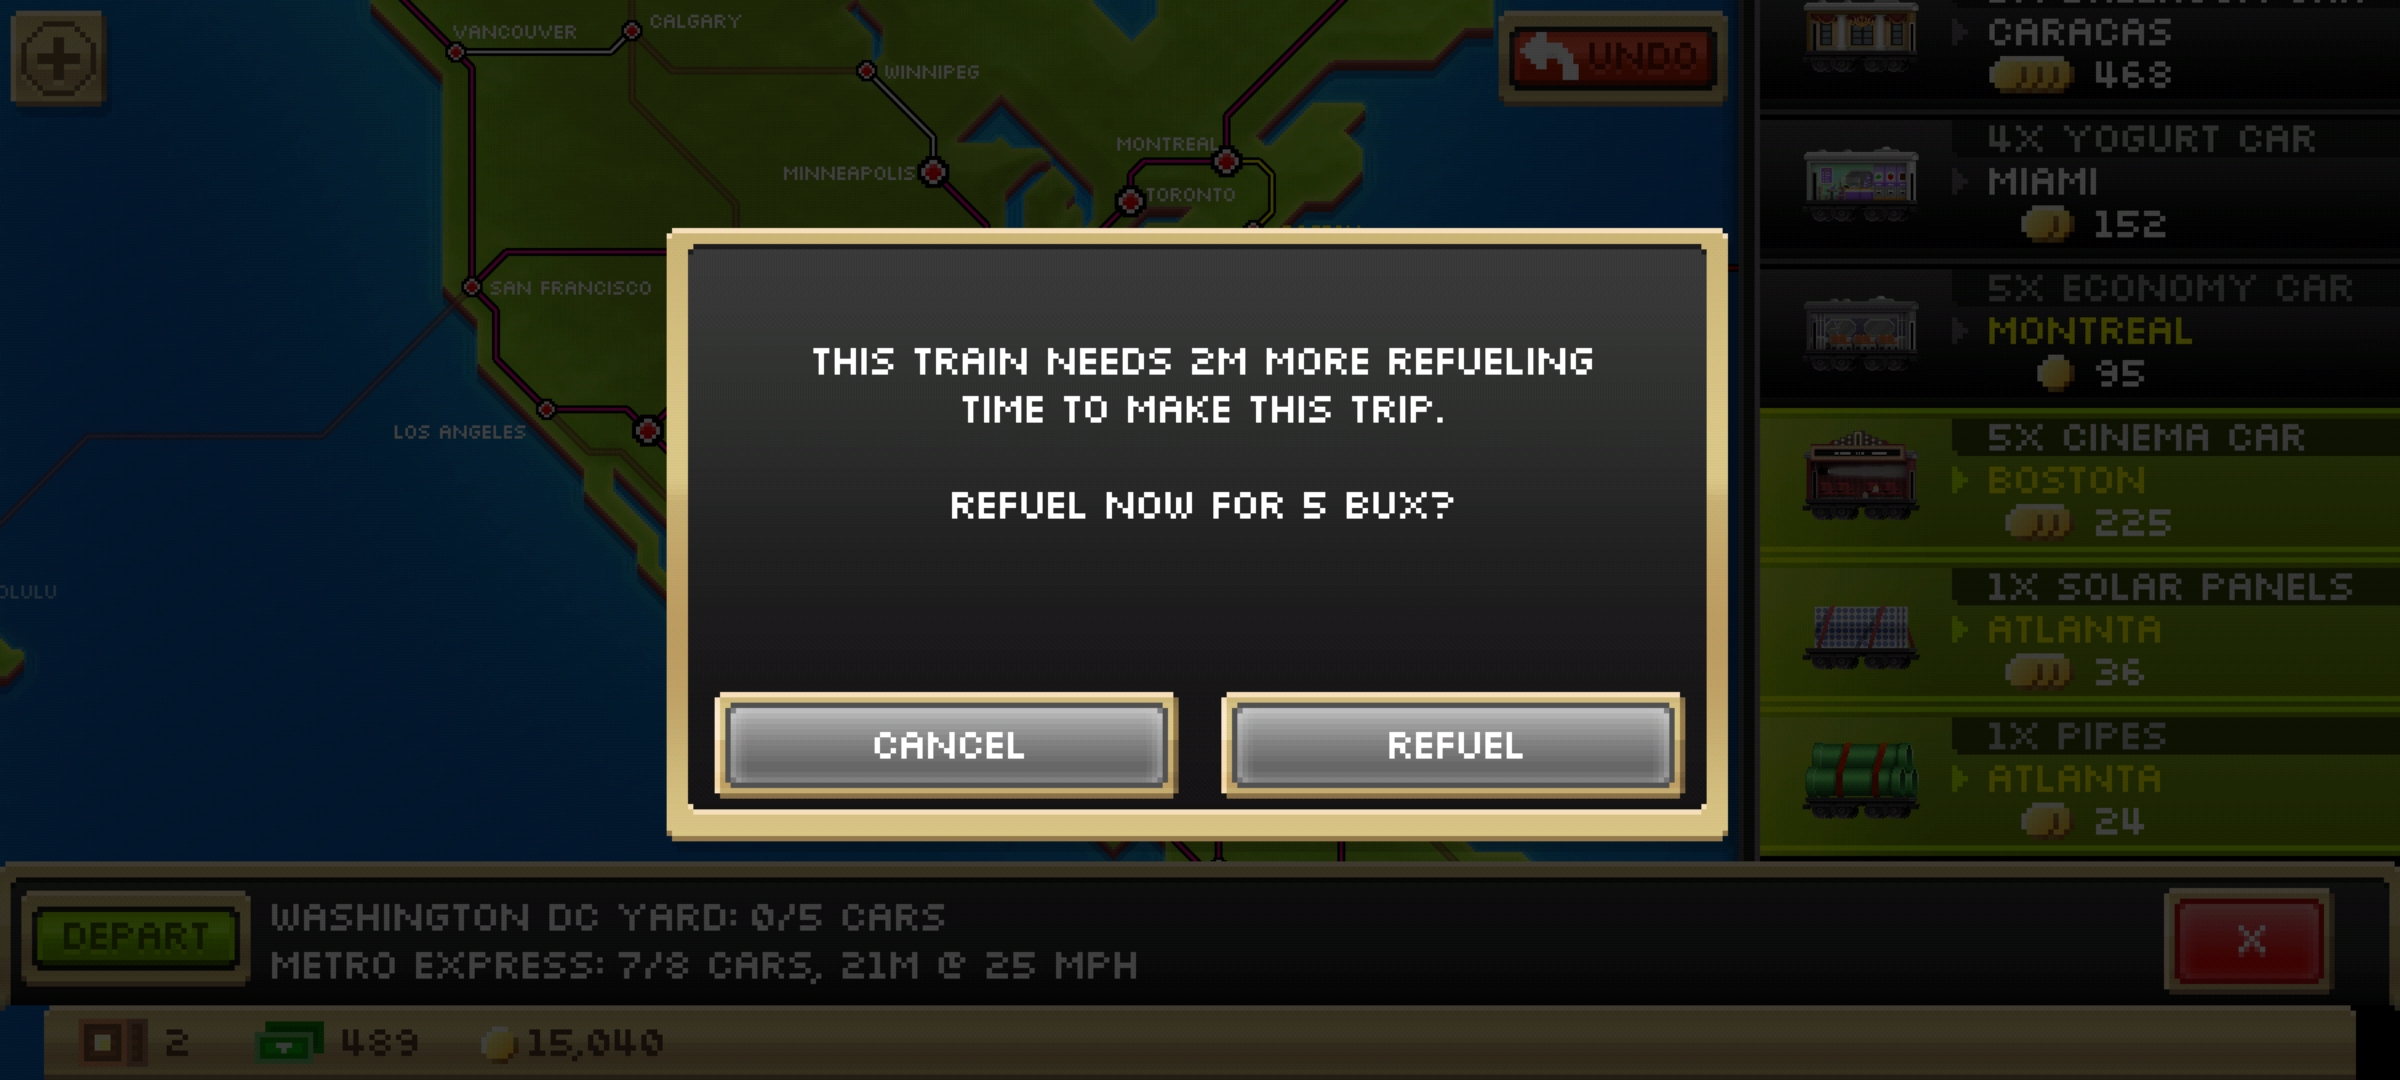 VANCOUVER
CALGARY
WINNIPEG
MINNEAPOLIS
MONTREAL
TORONTO
SAN FRANCISCO
LOS ANGELES
OLULU
UNDO
CARACAS
468
4X YOGURT CAR
MIAMI
152
5X ECONOMY CAR
MONTREAL
95
5X CINEMA CAR
BOSTON
225
1X SOLAR PANELS
ATLANTA
36
1X PIPES
ATLANTA
24
THIS TRAIN NEEDS 2M MORE REFUELING
TIME TO MAKE THIS TRIP.
REFUEL NOW FOR 5 BUX?
CANCEL
REFUEL
DEPART
WASHINGTON DC YARD: 0/5 CARS
METRO EXPRESS: 7/8 CARS, 21M @ 25 MPH
X
2
489
15,040